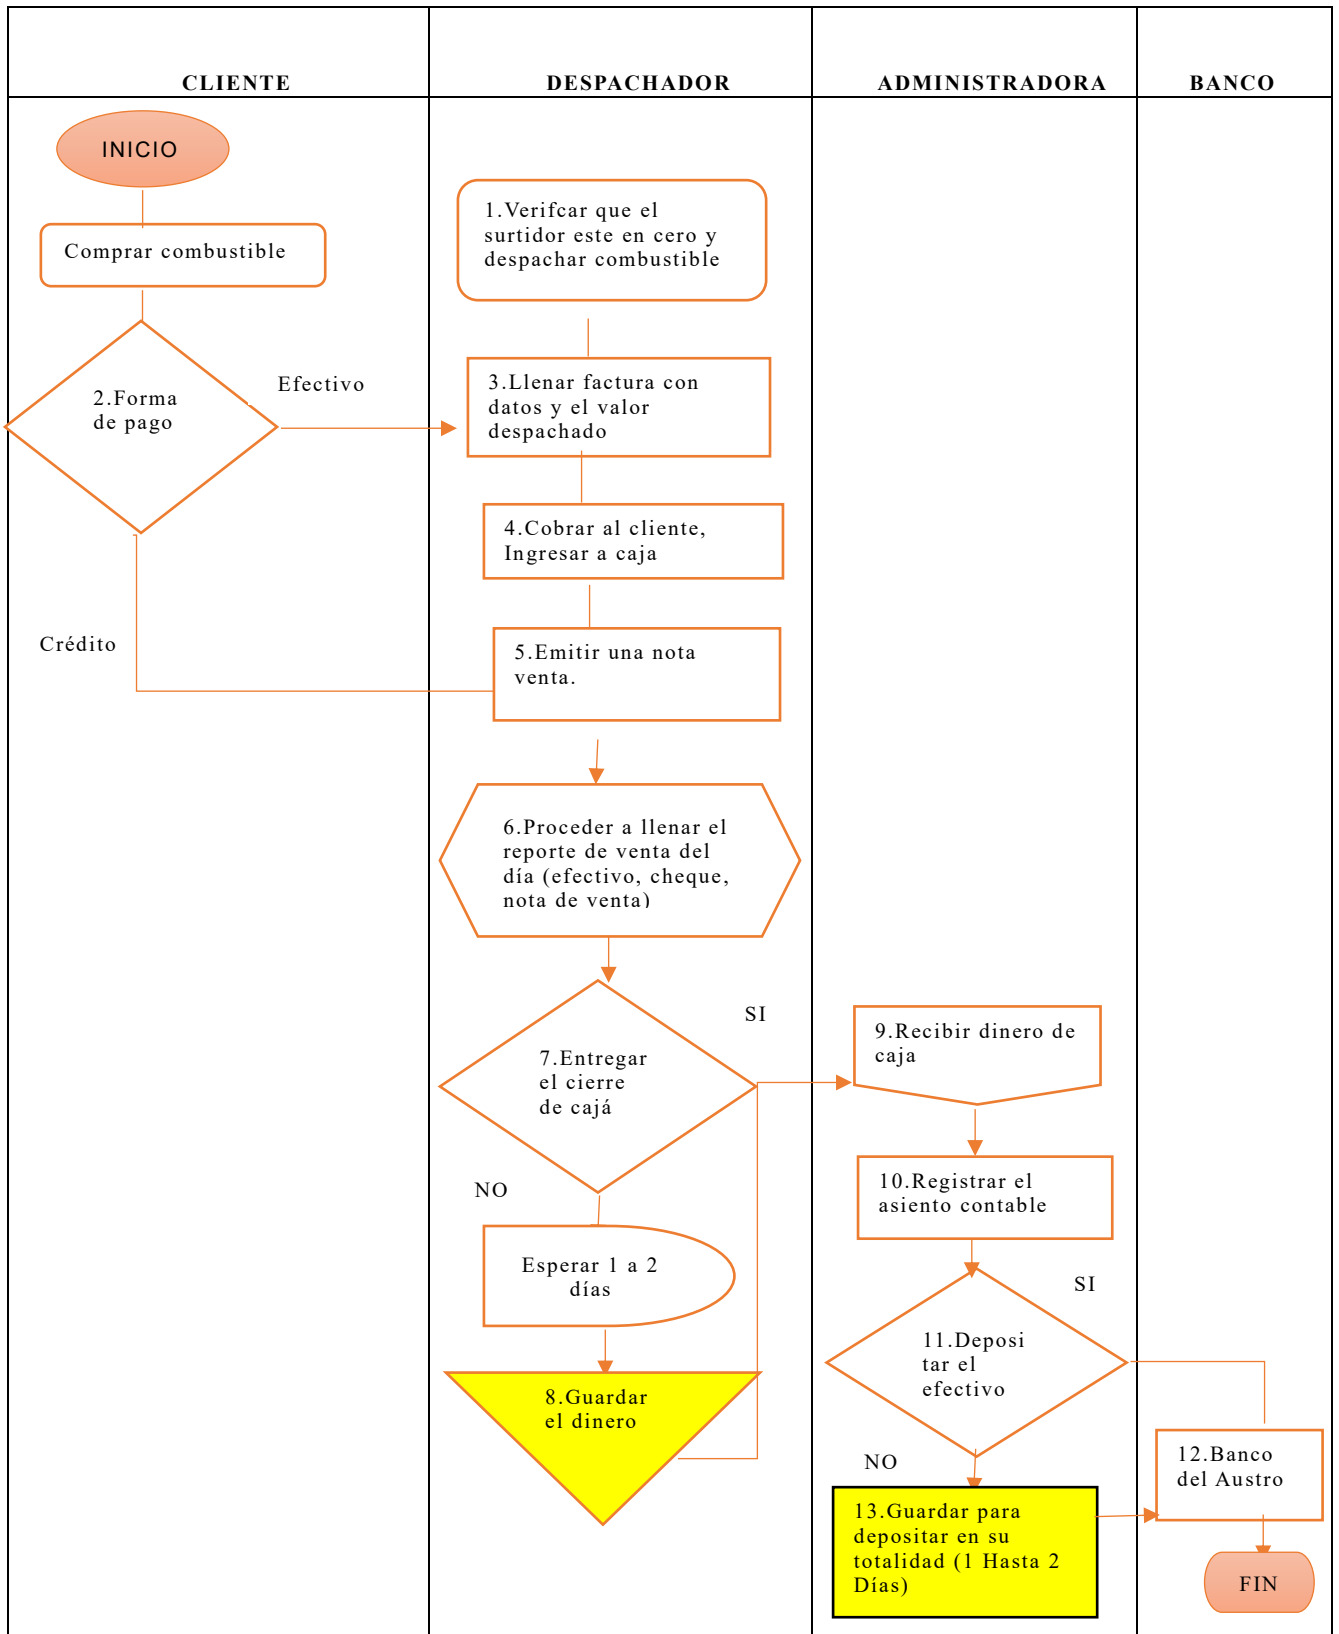 CLIENTE
DESPACHADOR
ADMINISTRADORA
BANCO
INICIO
Comprar combustible
2.Forma
de pago
Efectivo
Crédito
1.Verifcar que el
surtidor este en cero y
despachar combustible
3.Llenar factura con
datos y el valor
despachado
4.Cobrar al cliente,
Ingresar a caja
5.Emitir una nota
venta.
6.Proceder a llenar el
reporte de venta del
día (efectivo, cheque,
nota de venta)
7.Entregar
el cierre
de cajá
SI
NO
Esperar 1 a 2
días
8.Guardar
el dinero
9.Recibir dinero de
caja
10.Registrar el
asiento contable
11.Deposi
tar el
efectivo
SI
NO
13.Guardar para
depositar en su
totalidad (1 Hasta 2
Días)
12.Banco
del Austro
FIN